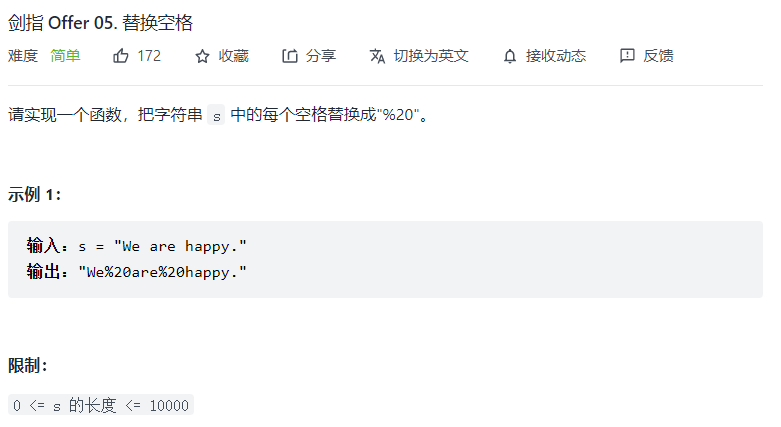 剑指 Offer 05. 替换空格
难度 简单 172 收藏 分享 切换为英文 接收动态 反馈
请实现一个函数，把字符串 s 中的每个空格替换成"%20"。
示例 1：
输入：s = "We are happy."
输出："We%20are%20happy."
限制：
0 <= s 的长度 <= 10000